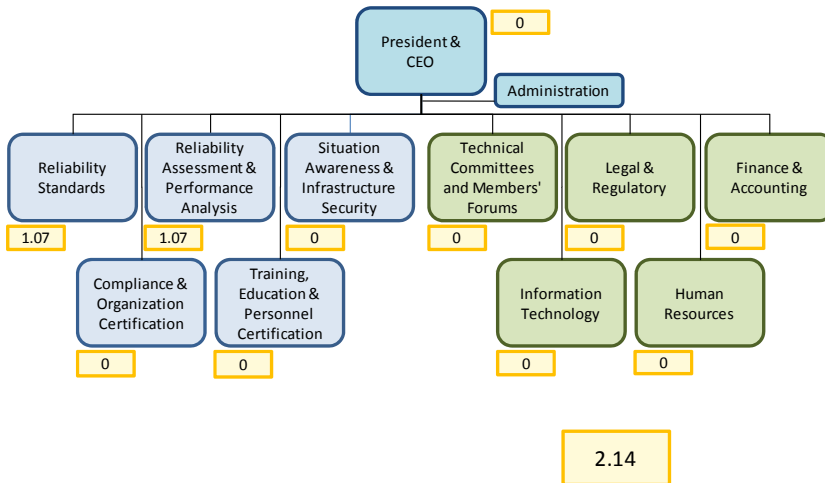 0
President &
CEO
Administration
Reliability
Standards
1.07
Reliability
Assessment &
Performance
Analysis
1.07
Situation
Awareness &
Infrastructure
Security
0
Technical
Committees
and Members'
Forums
0
Legal &
Regulatory
0
Finance &
Accounting
0
Compliance &
Organization
Certification
0
Training,
Education &
Personnel
Certification
0
Information
Technology
0
Human
Resources
0
2.14